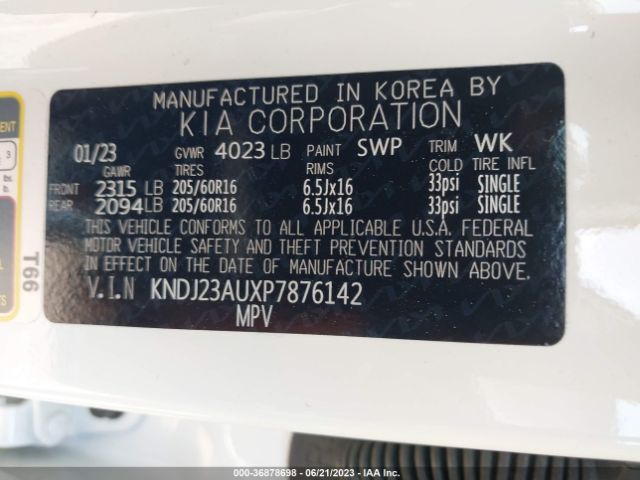 MANUFACTURED IN KOREA BY
KIA CORPORATION
01/23 GVWR 4023 LB PAINT SWP TRIM WK
GAWR TIRES RIMS COLD TIRE INFL
FRONT 2315 LB 205/60R16 6.5Jx16 33psi SINGLE
REAR 2094 LB 205/60R16 6.5Jx16 33psi SINGLE
THIS VEHICLE CONFORMS TO ALL APPLICABLE U.S.A. FEDERAL
MOTOR VEHICLE SAFETY AND THEFT PREVENTION STANDARDS
IN EFFECT ON THE DATE OF MANUFACTURE SHOWN ABOVE.
V.I.N KNDJ23AUXP7876142
MPV
T66
3
000-36878698 - 06/21/2023 - IAA Inc.